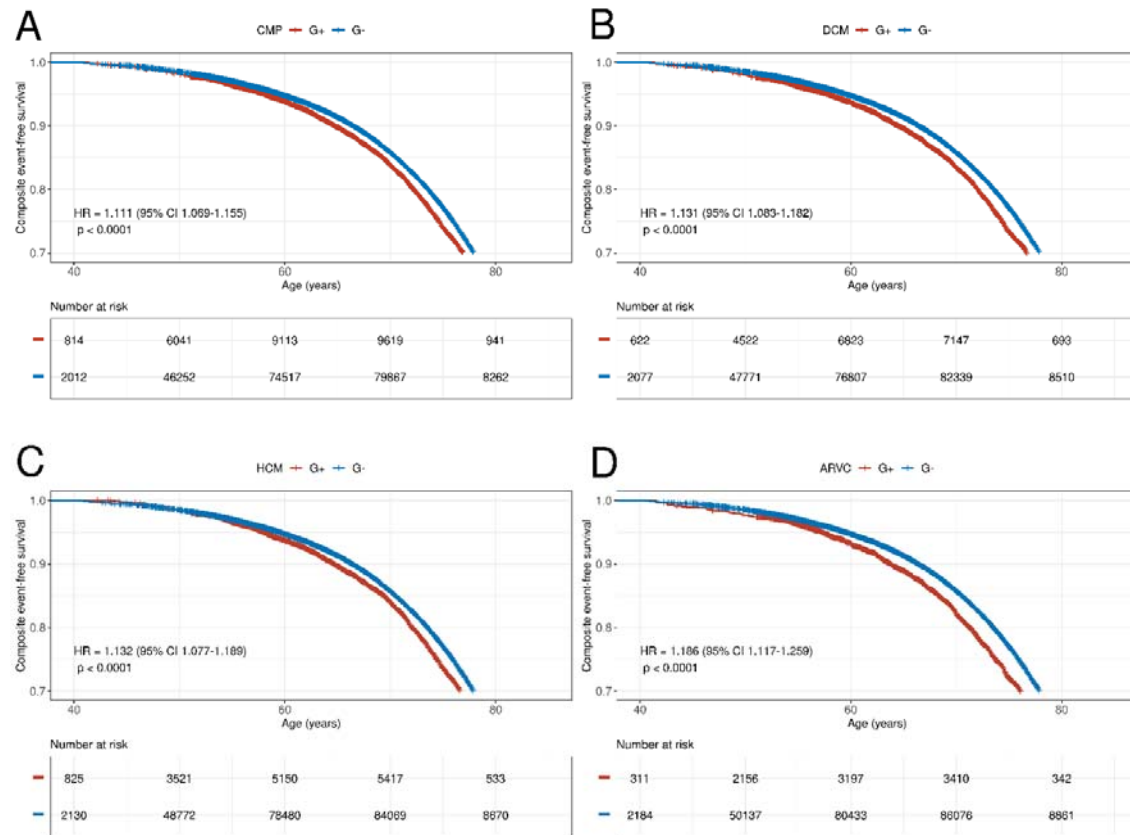 A
CMP G+ G-
Composite event-free survival
1.0
0.9
0.8
0.7
HR = 1.111 (95% CI 1.069-1.155)
p < 0.0001
40 60 80
Age (years)
Number at risk
814 6041 9113 9619 941
2012 46252 74517 79867 8262
B
DCM G+ G-
Composite event-free survival
1.0
0.9
0.8
0.7
HR = 1.131 (95% CI 1.083-1.182)
p < 0.0001
40 60 80
Age (years)
Number at risk
622 4522 6823 7147 693
2077 47771 76807 82339 8510
C
HCM G+ G-
Composite event-free survival
1.0
0.9
0.8
0.7
HR = 1.132 (95% CI 1.077-1.189)
p < 0.0001
40 60 80
Age (years)
Number at risk
825 3521 5150 5417 533
2130 48772 78480 84069 8670
D
ARVC G+ G-
Composite event-free survival
1.0
0.9
0.8
0.7
HR = 1.186 (95% CI 1.117-1.259)
p < 0.0001
40 60 80
Age (years)
Number at risk
311 2156 3197 3410 342
2184 50137 80433 86076 8861